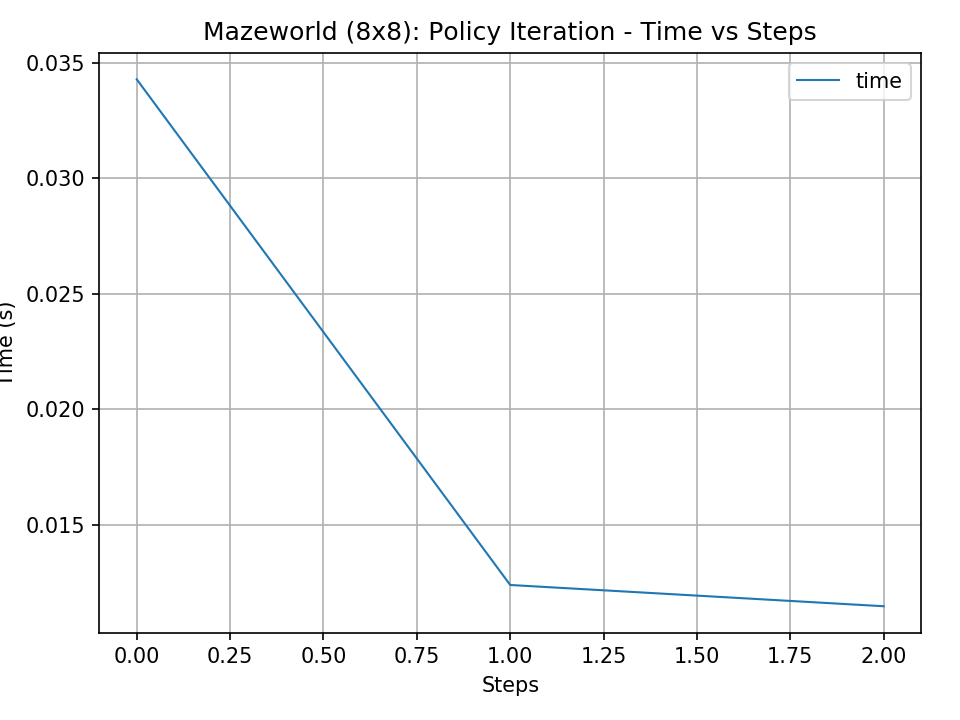 Mazeworld (8x8): Policy Iteration - Time vs Steps
time
0.035
0.030
0.025
0.020
0.015
Time (s)
0.00 0.25 0.50 0.75 1.00 1.25 1.50 1.75 2.00
Steps